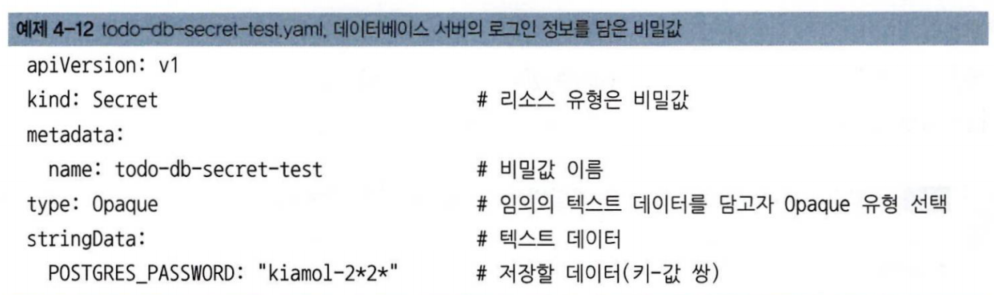 예제 4-12 todo-db-secret-test.yaml, 데이터베이스 서버의 로그인 정보를 담은 비밀값
apiVersion: v1
kind: Secret # 리소스 유형은 비밀값
metadata:
name: todo-db-secret-test # 비밀값 이름
type: Opaque # 임의의 텍스트 데이터를 담고자 Opaque 유형 선택
stringData: # 텍스트 데이터
POSTGRES_PASSWORD: "kiamol-2*2*" # 저장할 데이터(키-값 쌍)